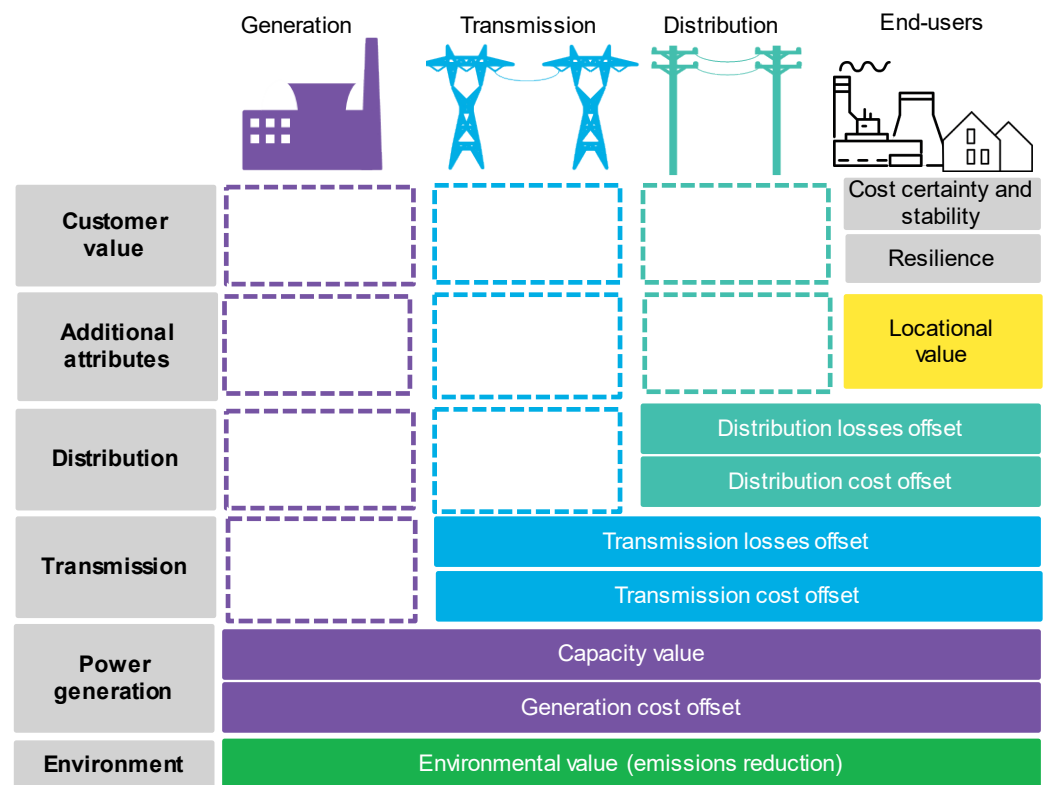 Generation
Transmission
Distribution
End-users
Customer
value
Cost certainty and
stability
Resilience
Additional
attributes
Locational
value
Distribution
Distribution losses offset
Distribution cost offset
Transmission
Transmission losses offset
Transmission cost offset
Power
generation
Capacity value
Generation cost offset
Environment
Environmental value (emissions reduction)